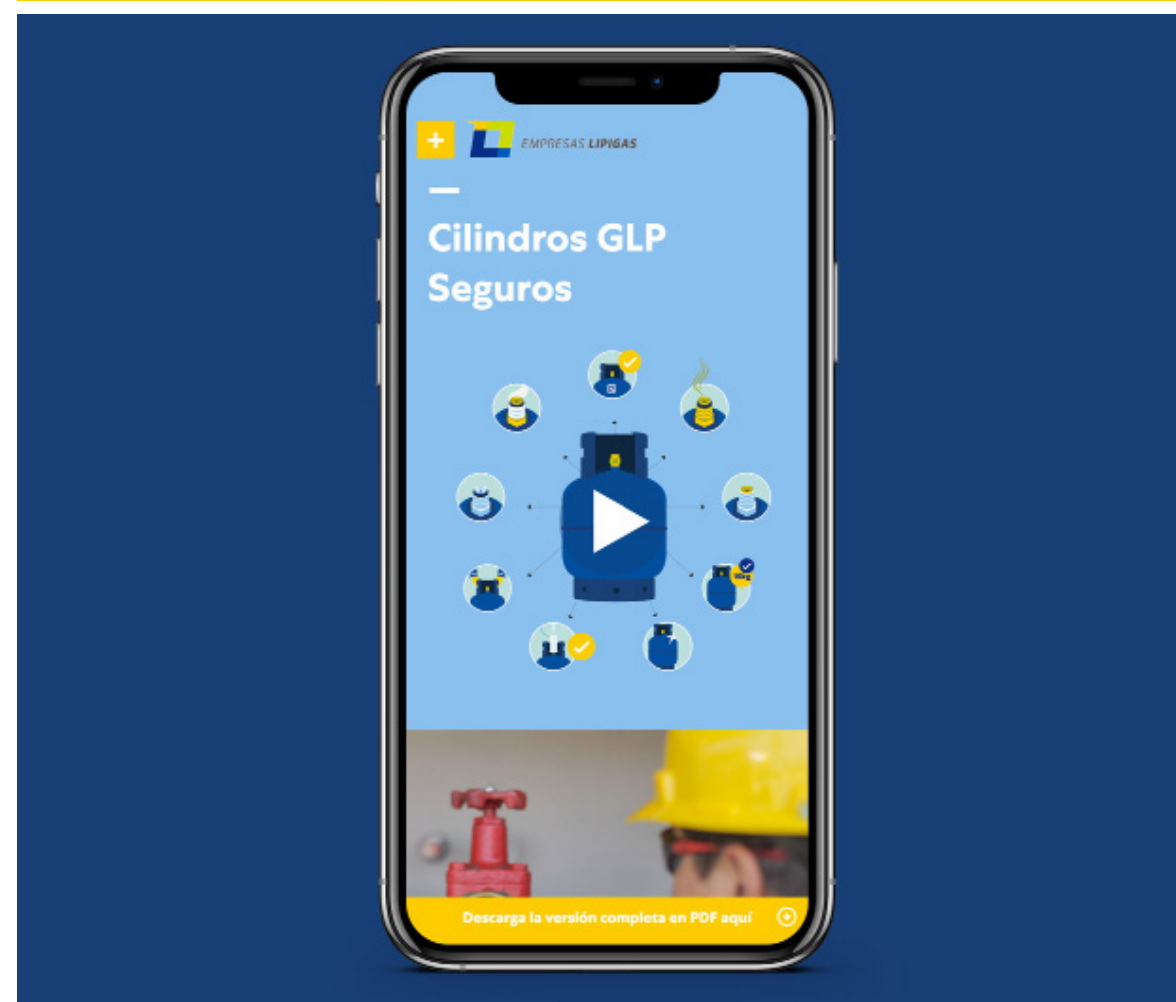 EMPRESAS LIPIGAS
Cilindros GLP
Seguros
Descarga la versión completa en PDF aquí